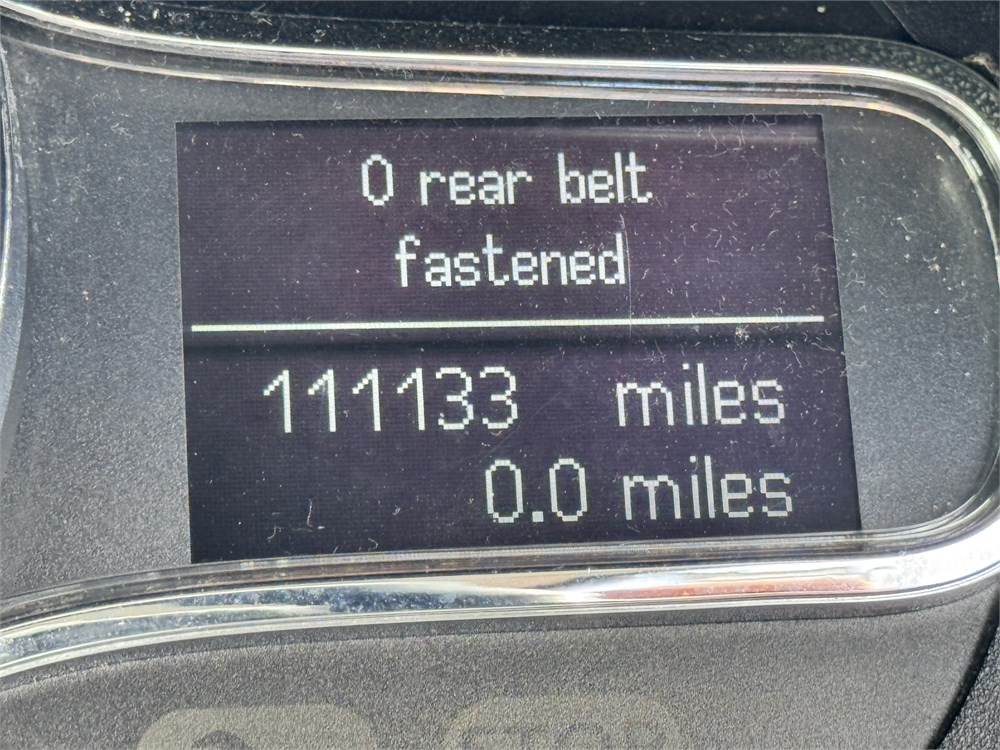 0 rear belt
fastened
111133 miles
0.0 miles